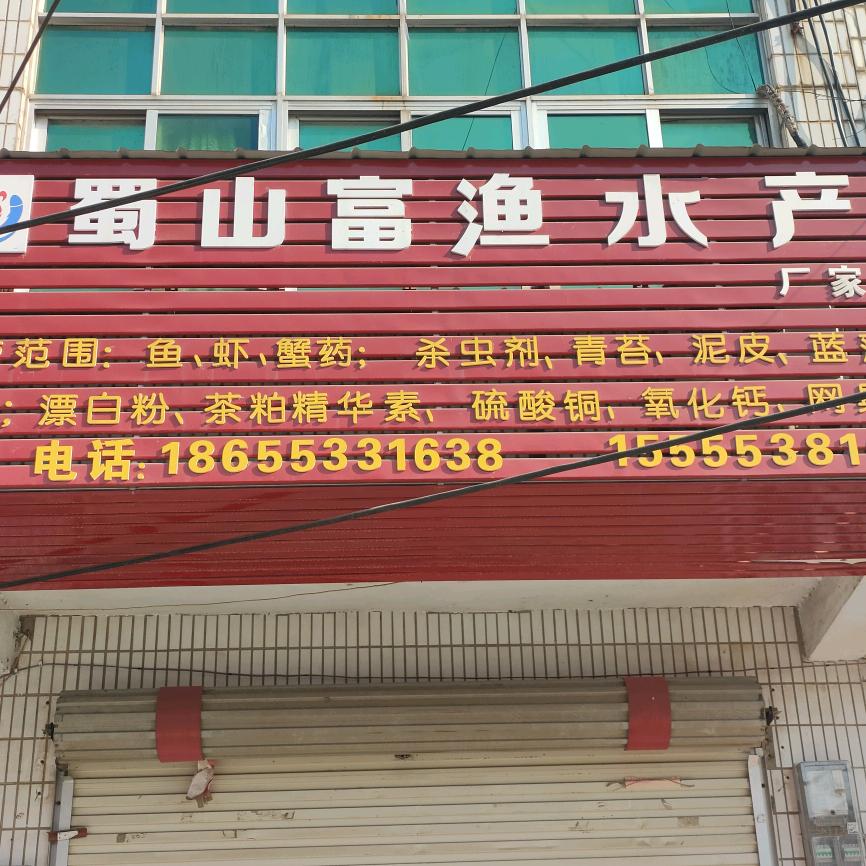 蜀山富渔水产
厂家
范围：鱼、虾、蟹药； 杀虫剂、青苔、泥皮、蓝
；漂白粉、茶粕精华素、硫酸铜、氧化钙、网
电话：18655331638 15555381